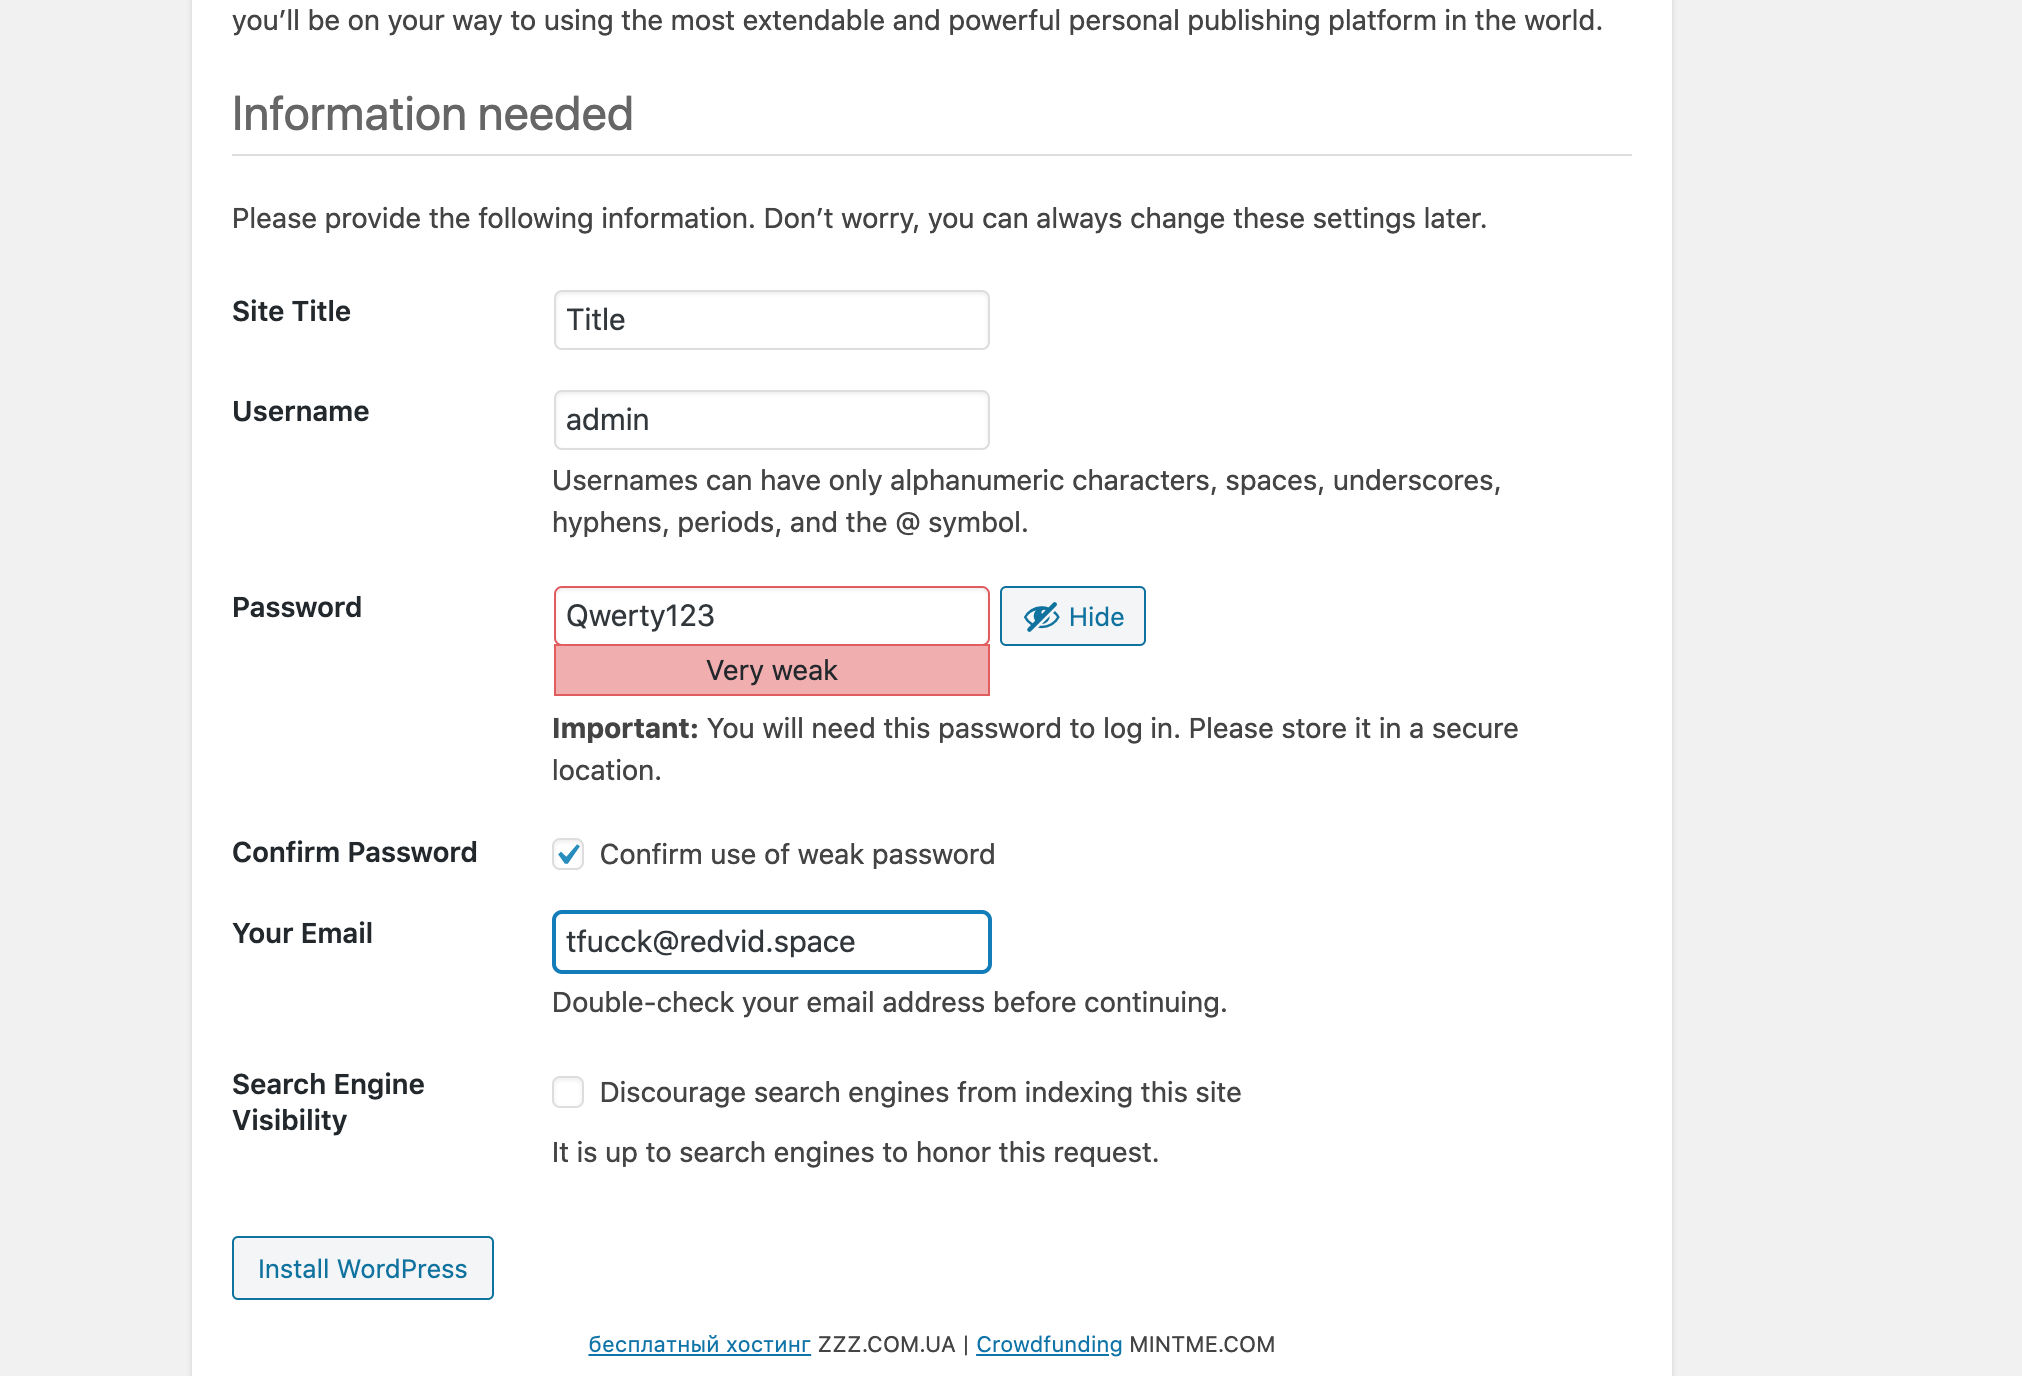 you’ll be on your way to using the most extendable and powerful personal publishing platform in the world.
Information needed
Please provide the following information. Don’t worry, you can always change these settings later.
Site Title
Title
Username
admin
Usernames can have only alphanumeric characters, spaces, underscores,
hyphens, periods, and the @ symbol.
Password
Qwerty123
Hide
Very weak
Important: You will need this password to log in. Please store it in a secure
location.
Confirm Password
Confirm use of weak password
Your Email
tfucck@redvid.space
Double-check your email address before continuing.
Search Engine
Visibility
Discourage search engines from indexing this site
It is up to search engines to honor this request.
Install WordPress
бесплатный хостинг ZZZ.COM.UA | Crowdfunding MINTME.COM